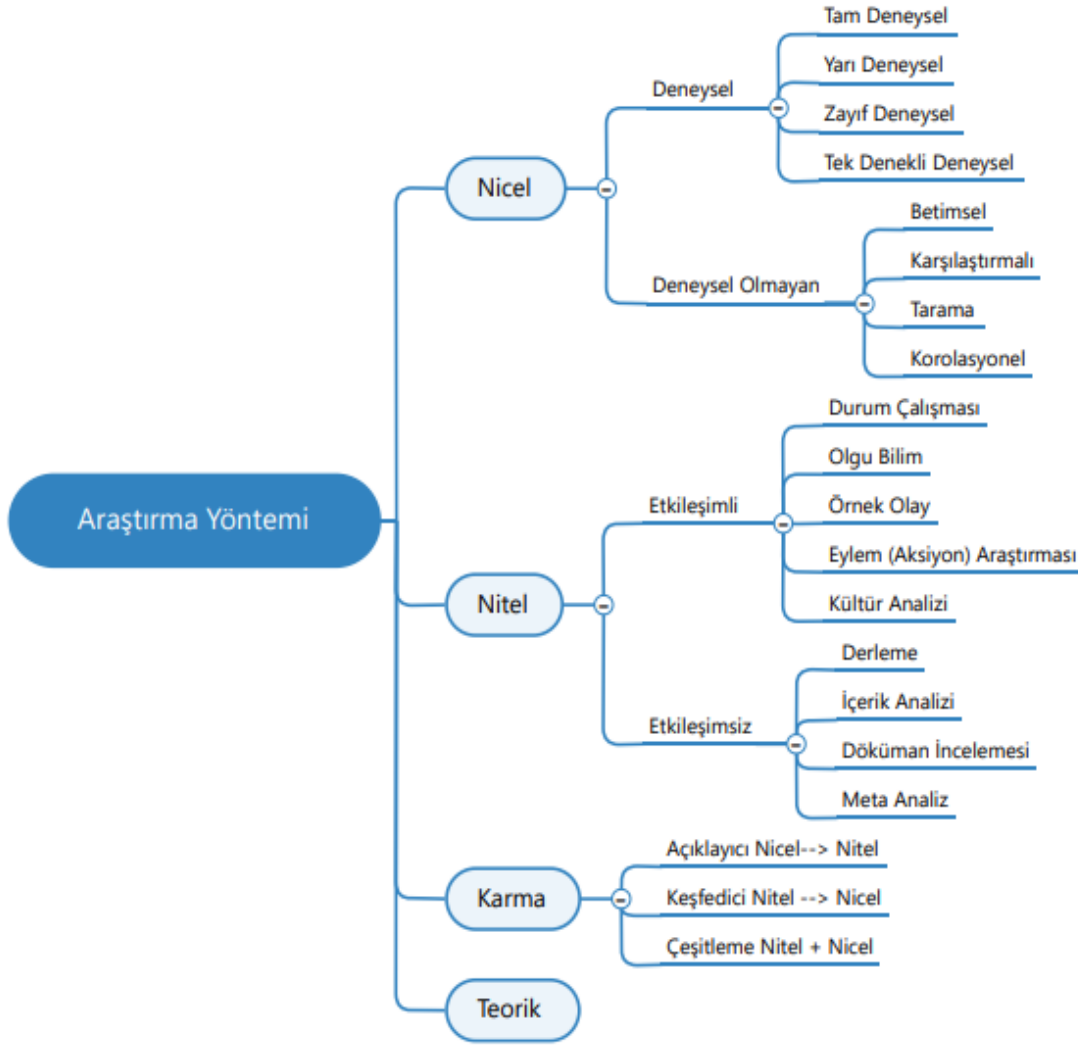 Araştırma Yöntemi
Nicel
Deneysel
Tam Deneysel
Yarı Deneysel
Zayıf Deneysel
Tek Denekli Deneysel
Deneysel Olmayan
Betimsel
Karşılaştırmalı
Tarama
Korolasyonel
Nitel
Etkileşimli
Durum Çalışması
Olgu Bilim
Örnek Olay
Eylem (Aksiyon) Araştırması
Kültür Analizi
Etkileşimsiz
Derleme
İçerik Analizi
Döküman İncelemesi
Meta Analiz
Karma
Açıklayıcı Nicel--> Nitel
Keşfedici Nitel --> Nicel
Çeşitleme Nitel + Nicel
Teorik